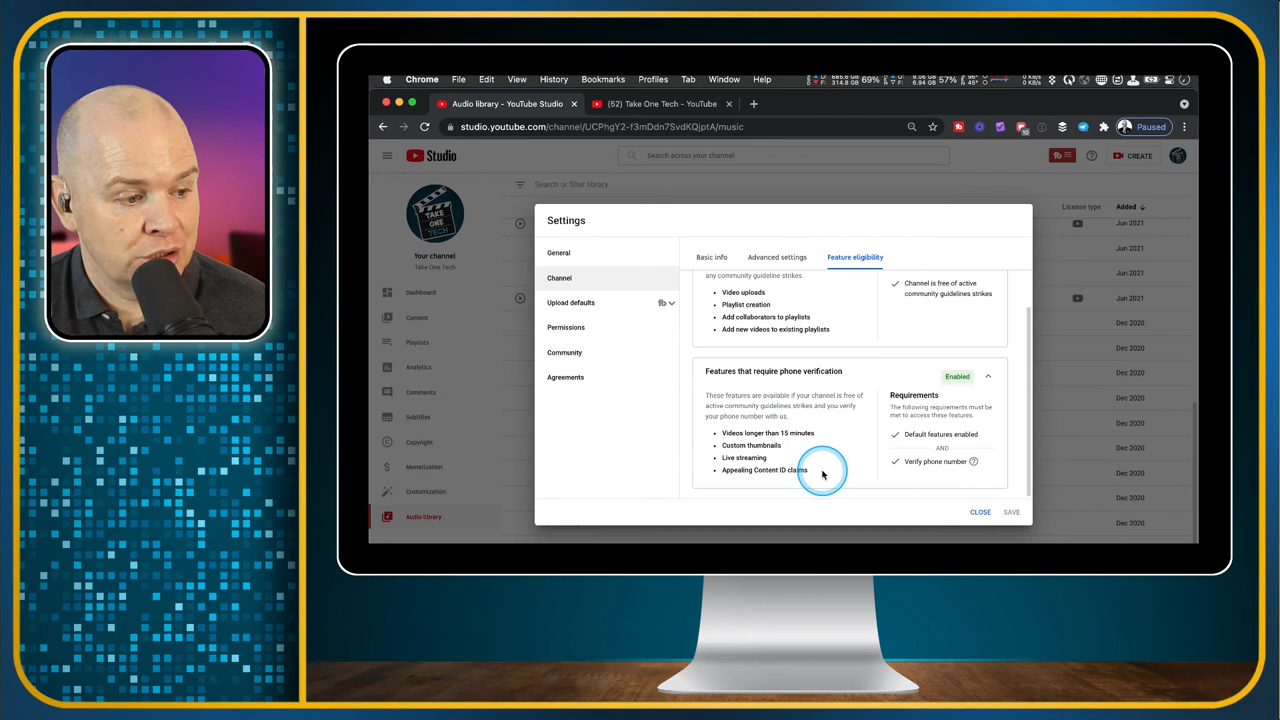 Chrome File Edit View History Bookmarks Profiles Tab Window Help
69% 57%
Audio library - YouTube Studio
(52) Take One Tech - YouTube
studio.youtube.com/channel/UCPhgY2-f3mDdn7SvdKQjptA/music
Paused
Studio
Search across your channel
CREATE
TAKE ONE TECH
Your channel
Take One Tech
Dashboard
Content
Playlists
Analytics
Comments
Subtitles
Copyright
Monetization
Customization
Audio library
Search or filter library
License type Added
Jun 2021
Jun 2021
Jun 2021
Jun 2021
Dec 2020
Dec 2020
Dec 2020
Dec 2020
Dec 2020
Dec 2020
Dec 2020
Dec 2020
Dec 2020
Settings
General
Channel
Upload defaults
Permissions
Community
Agreements
Basic info Advanced settings Feature eligibility
any community guideline strikes.
• Video uploads
• Playlist creation
• Add collaborators to playlists
• Add new videos to existing playlists
Channel is free of active
community guidelines strikes
Features that require phone verification
Enabled
These features are available if your channel is free of
active community guidelines strikes and you verify
your phone number with us.
• Videos longer than 15 minutes
• Custom thumbnails
• Live streaming
• Appealing Content ID claims
Requirements
The following requirements must be
met to access these features.
Default features enabled
AND
Verify phone number
CLOSE SAVE